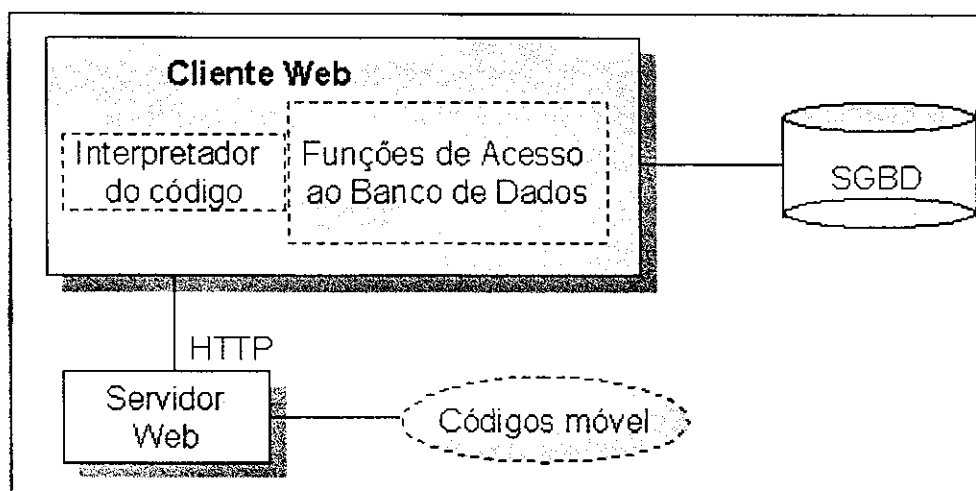 Cliente Web
Interpretador
do código
Funções de Acesso
ao Banco de Dados
SGBD
HTTP
Servidor
Web
Códigos móvel